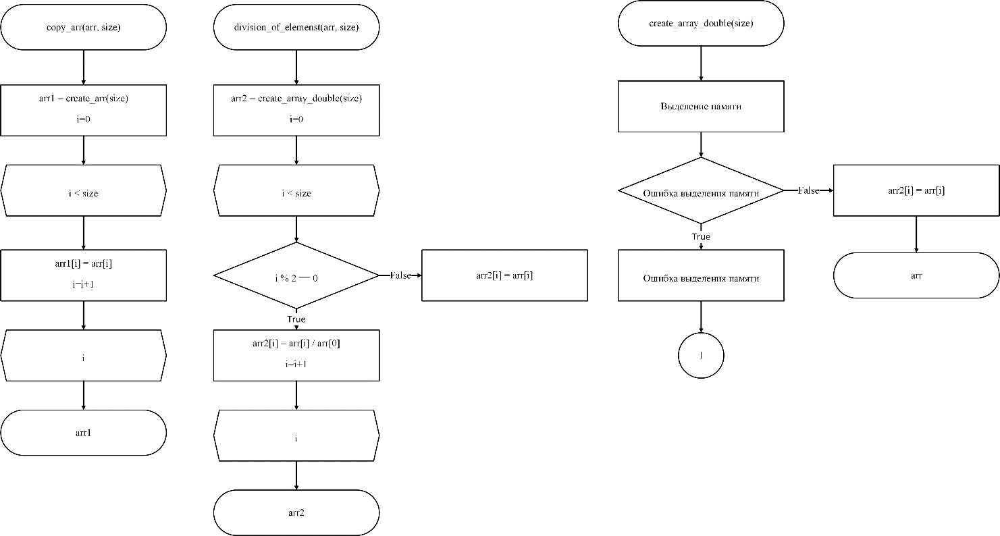 copy_arr(arr, size)
arr1 = create_arr(size)
i=0
i < size
arr1[i] = arr[i]
i=i+1
i
arr1
division_of_elemenst(arr, size)
arr2 = create_array_double(size)
i=0
i < size
i % 2 == 0
False
arr2[i] = arr[i]
True
arr2[i] = arr[i] / arr[0]
i=i+1
i
arr2
create_array_double(size)
Выделение памяти
Ошибка выделения памяти
False
arr2[i] = arr[i]
arr
True
Ошибка выделения памяти
1